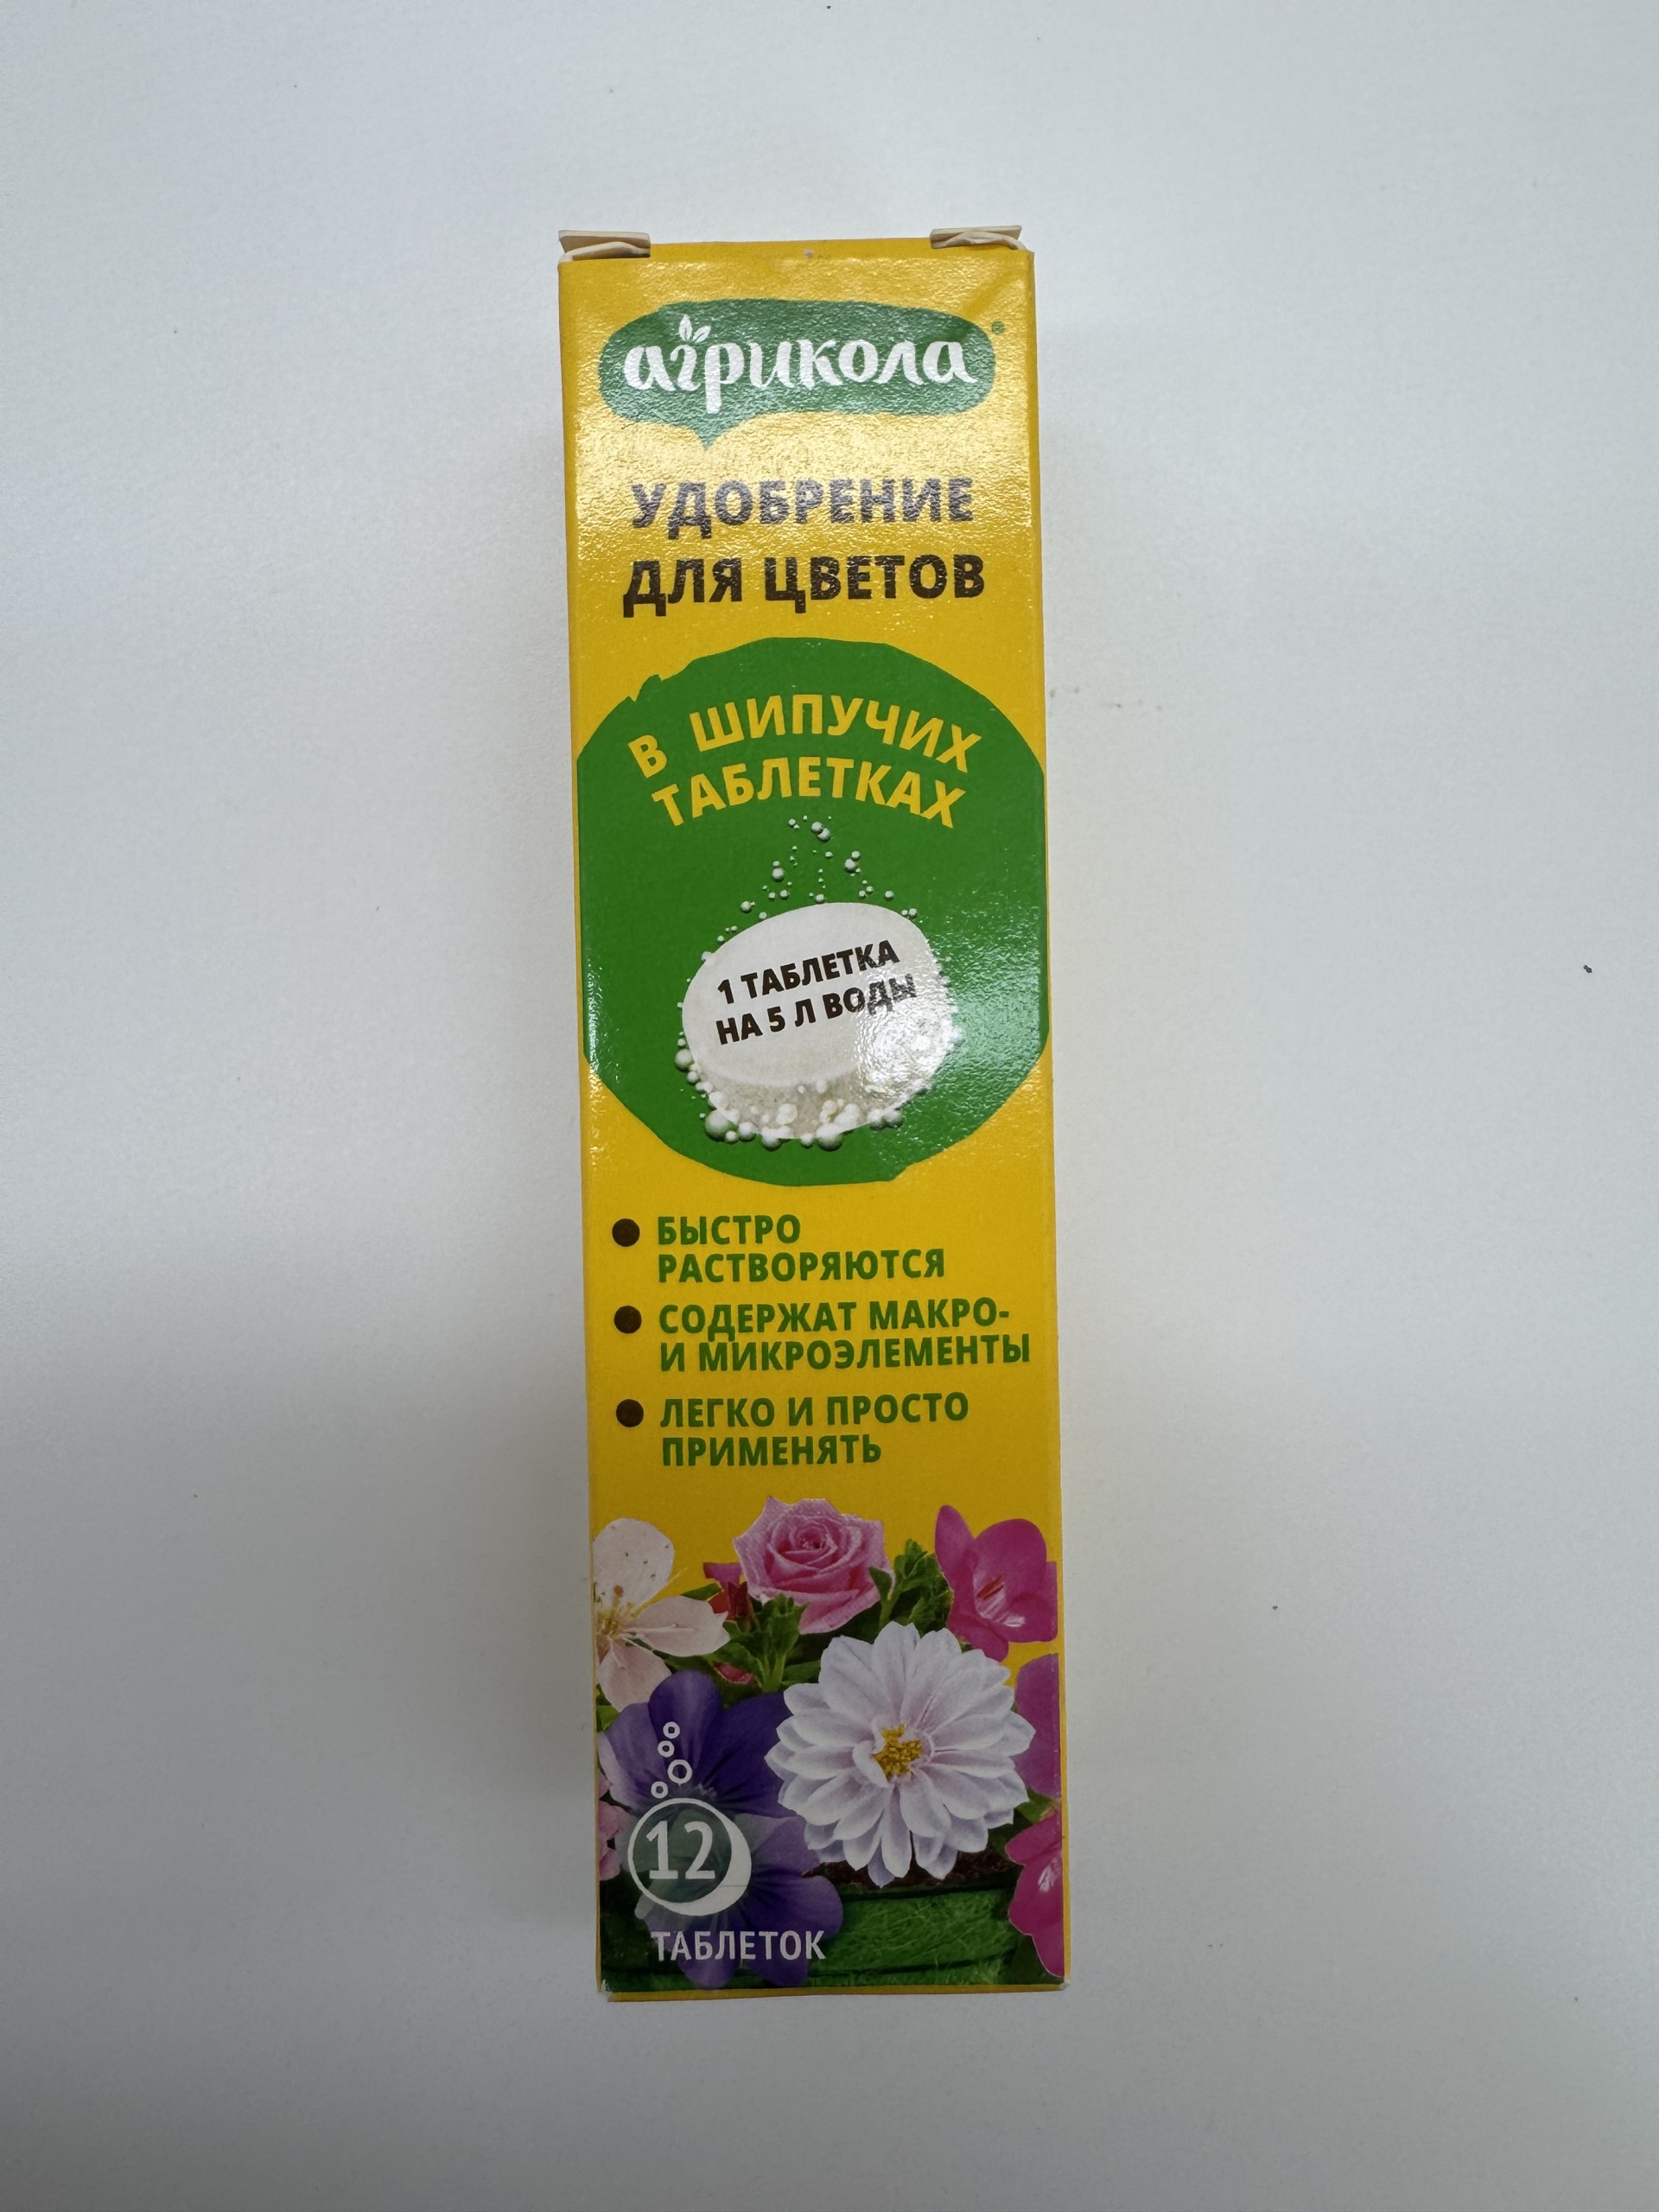 агрикола®
УДОБРЕНИЕ
ДЛЯ ЦВЕТОВ
В ШИПУЧИХ
ТАБЛЕТКАХ
1 ТАБЛЕТКА
НА 5 Л ВОДЫ
БЫСТРО
РАСТВОРЯЮТСЯ
СОДЕРЖАТ МАКРО-
И МИКРОЭЛЕМЕНТЫ
ЛЕГКО И ПРОСТО
ПРИМЕНЯТЬ
12
ТАБЛЕТОК